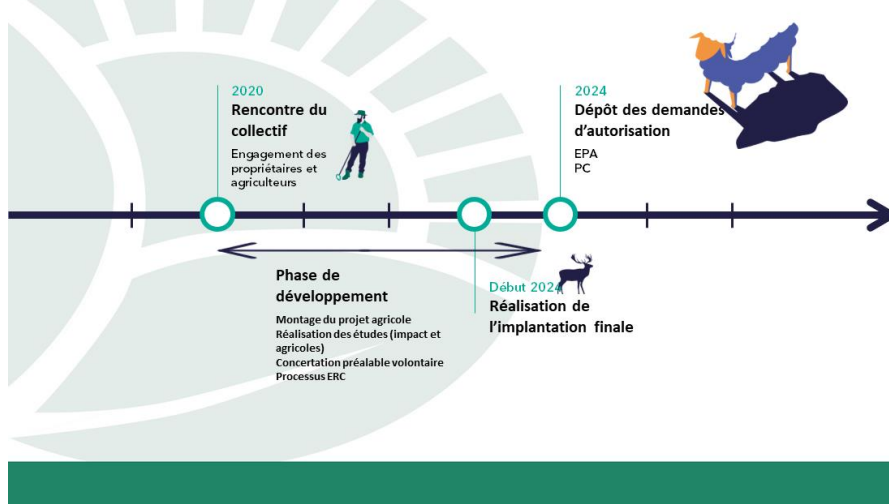 2020
Rencontre du
collectif
Engagement des
propriétaires et
agriculteurs
2024
Dépôt des demandes
d'autorisation
EPA
PC
Phase de
développement
Montage du projet agricole
Réalisation des études (impact et
agricoles)
Concertation préalable volontaire
Processus ERC
Début 2024
Réalisation de
l'implantation finale